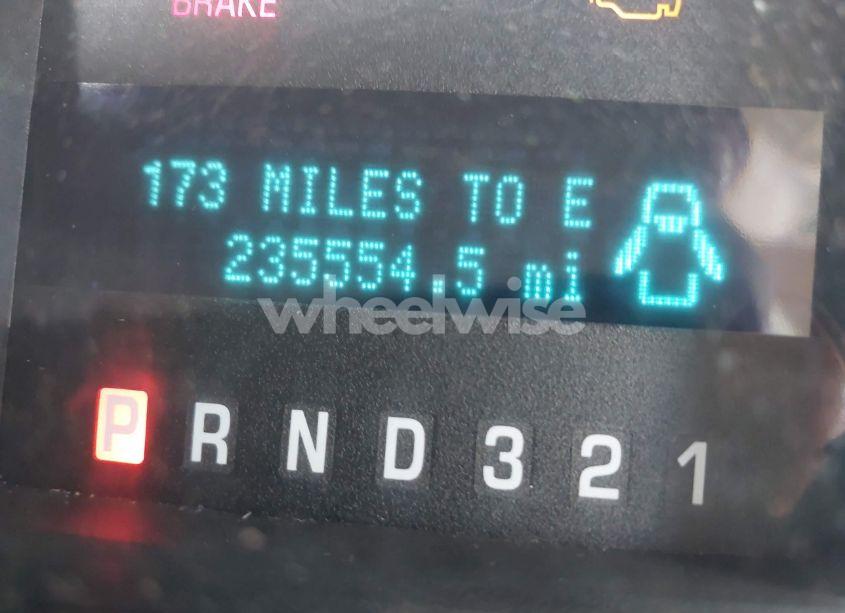 BRAKE
173 MILES TO E
235554.5 mi
wheelwise
P R N D 3 2 1